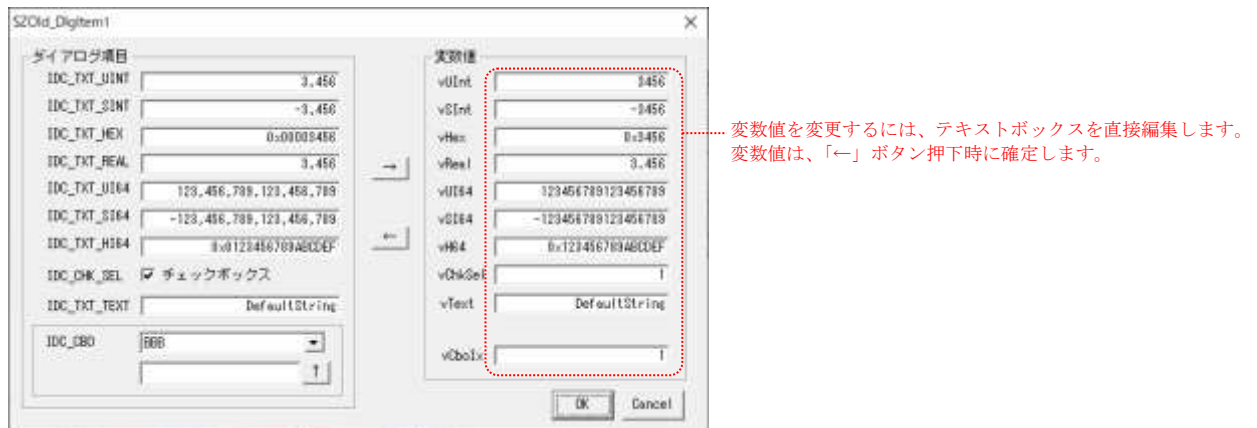 SZOld_DlgItem1
ダイアログ項目
IDC_TXT_UINT 3,456
IDC_TXT_SINT -3,456
IDC_TXT_HEX 0x00003456
IDC_TXT_REAL 3.456
IDC_TXT_UI64 123,456,789,123,456,789
IDC_TXT_SI64 -123,456,789,123,456,789
IDC_TXT_HI64 0x0123456789ABCDEF
IDC_CHK_SEL チェックボックス
IDC_TXT_TEXT DefaultString
IDC_CBO BBB
↑
→
←
変数値
vUInt 3456
vSInt -3456
vHex 0x3456
vReal 3.456
vUI64 123456789123456789
vSI64 -123456789123456789
vH64 0x123456789ABCDEF
vChkSel 1
vText DefaultString
vCboIx 1
OK Cancel
変数値を変更するには、テキストボックスを直接編集します。
変数値は、「←」ボタン押下時に確定します。